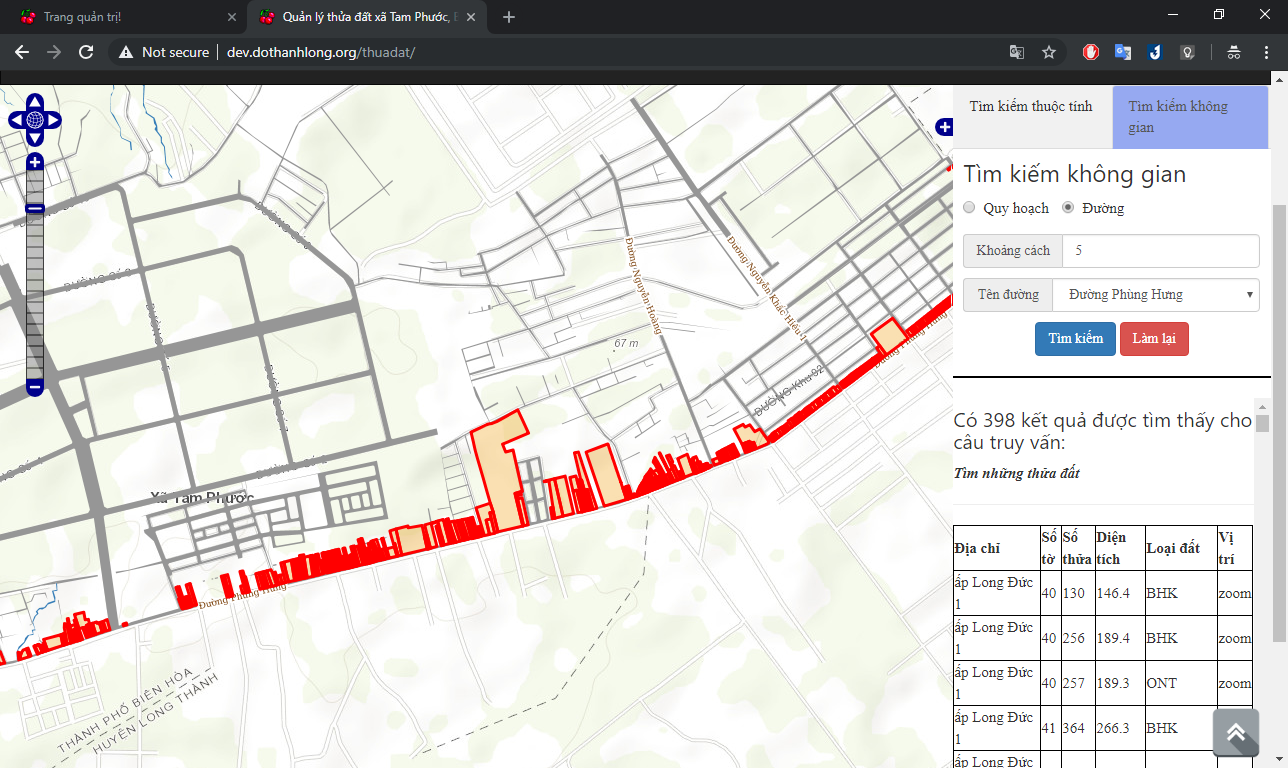 Trang quản trị!
Quản lý thửa đất xã Tam Phước,
Not secure
dev.dothanhlong.org/thuadat/
Tìm kiếm thuộc tính
Tìm kiếm không
gian
Tìm kiếm không gian
Quy hoạch
Đường
Khoảng cách
5
Tên đường
Đường Phùng Hưng
Tìm kiếm
Làm lại
Có 398 kết quả được tìm thấy cho
câu truy vấn:
Tìm những thửa đất
Địa chỉ Số tờ Số thửa Diện tích Loại đất Vị trí
ấp Long Đức 1 40 130 146.4 BHK zoom
ấp Long Đức 1 40 256 189.4 BHK zoom
ấp Long Đức 1 40 257 189.3 ONT zoom
ấp Long Đức 1 41 364 266.3 BHK
ấp Long Đức
Đường Nguyễn Hoàng
Đường Nguyễn Khắc Hiếu 1
67 m
ĐƯỜNG Khu 92
Đường Phùng Hưng
Xã Tam Phước
Đường Phùng Hưng
THÀNH PHỐ BIÊN HÒA
HUYỆN LONG THÀNH